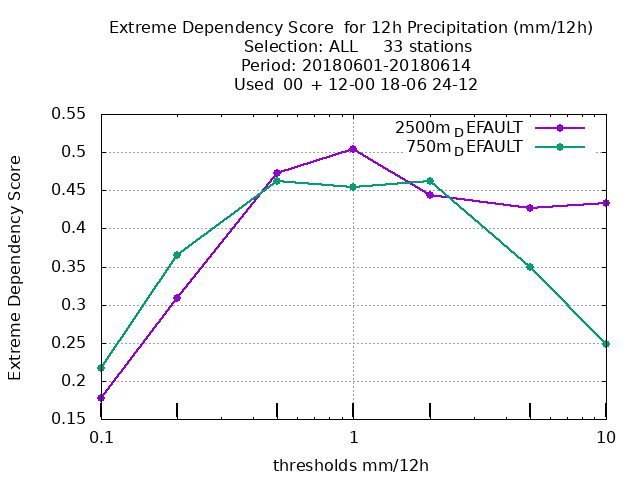 Extreme Dependency Score  for 12h Precipitation (mm/12h)
Selection: ALL     33 stations
Period: 20180601-20180614
Used  00  + 12-00 18-06 24-12
0.55
0.5
0.45
0.4
0.35
0.3
0.25
0.2
0.15
Extreme Dependency Score
2500m_DEFAULT
750m_DEFAULT
0.1
1
10
thresholds mm/12h